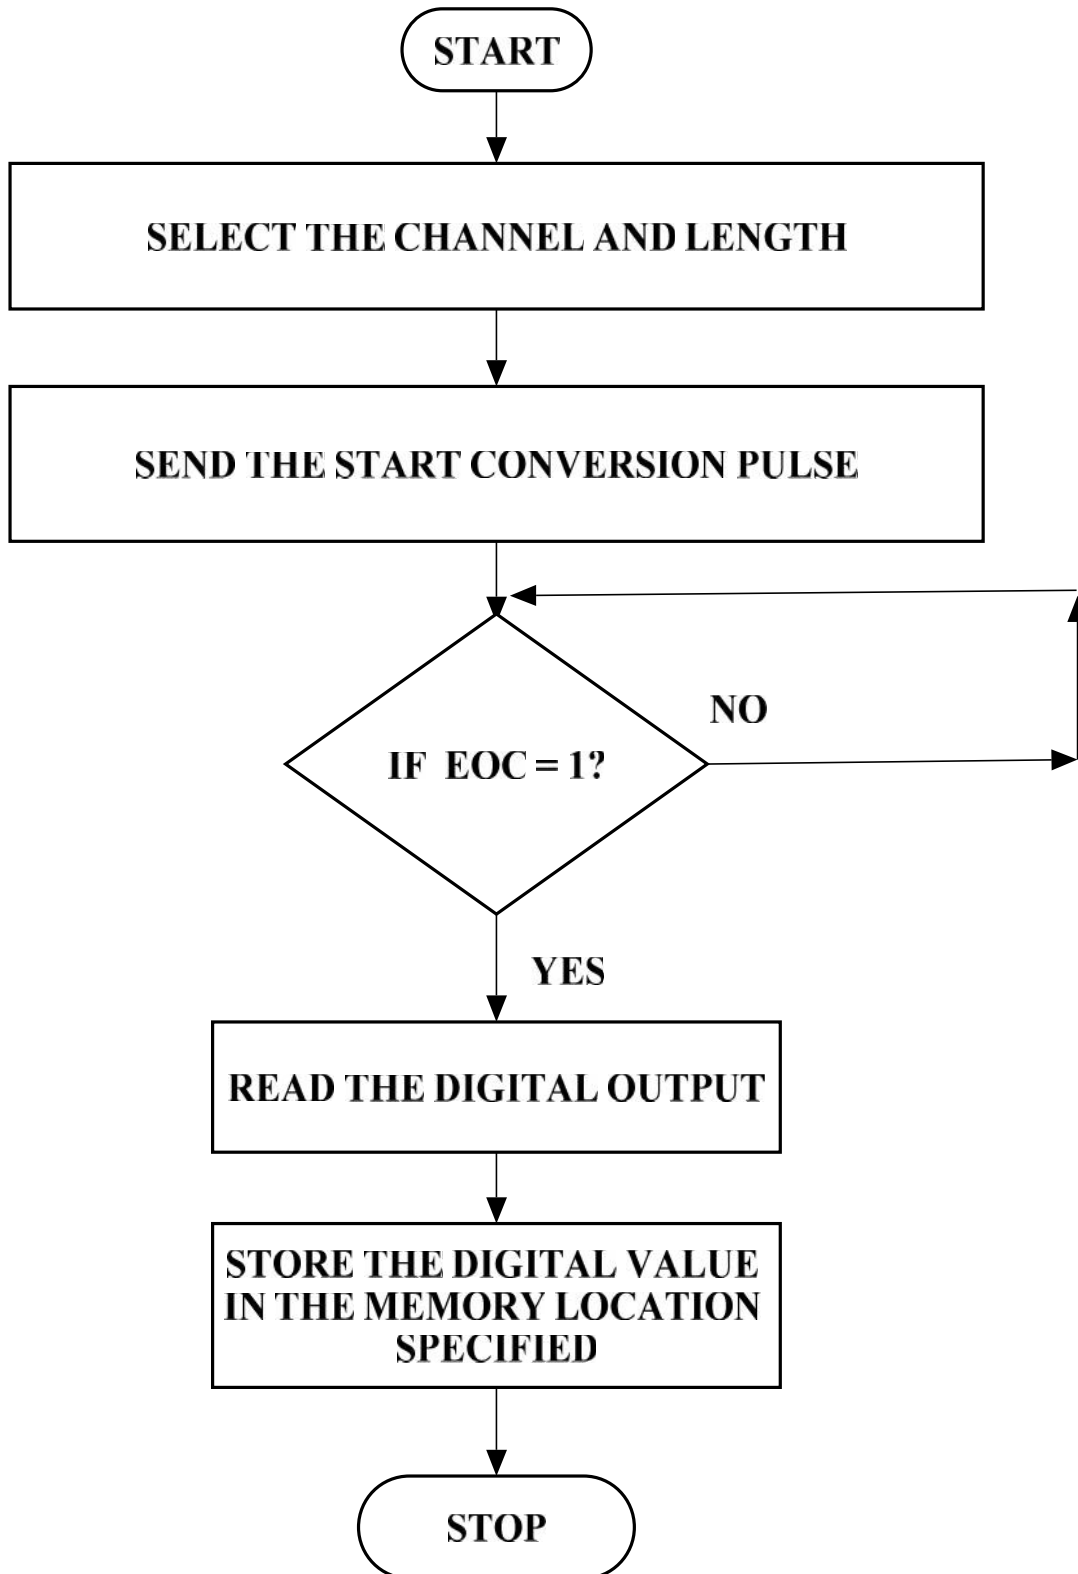 START
SELECT THE CHANNEL AND LENGTH
SEND THE START CONVERSION PULSE
NO
IF EOC = 1?
YES
READ THE DIGITAL OUTPUT
STORE THE DIGITAL VALUE
IN THE MEMORY LOCATION
SPECIFIED
STOP